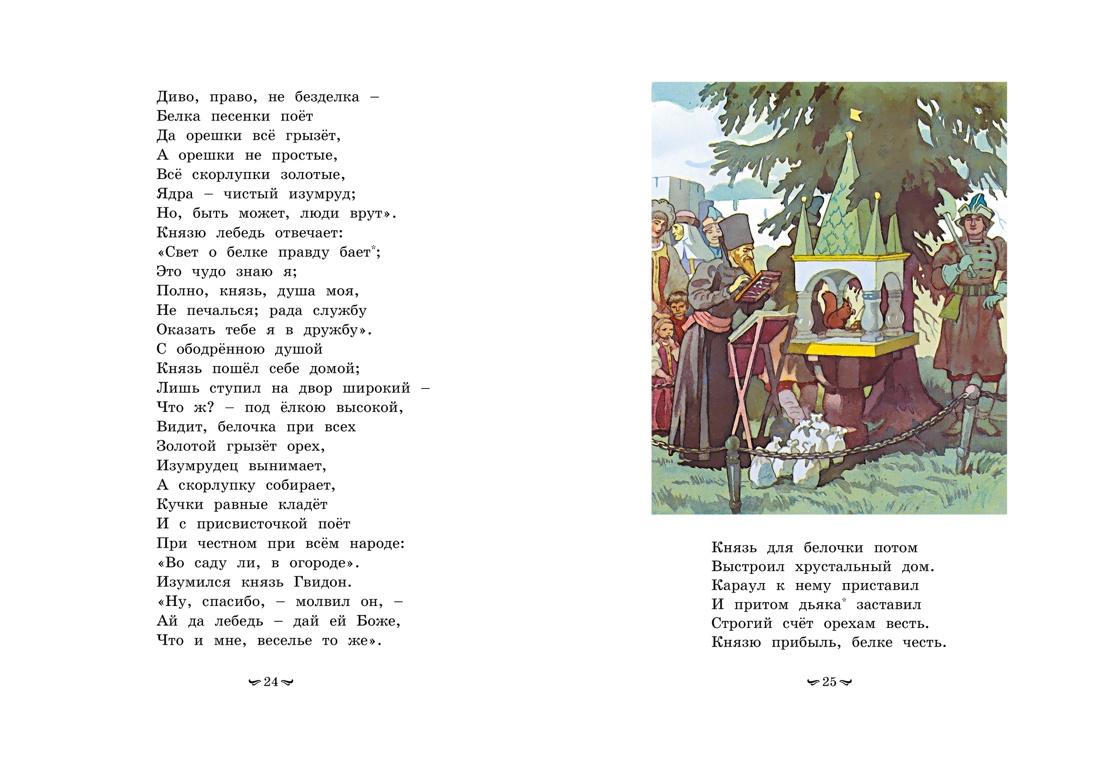 Диво, право, не безделка –
Белка песенки поёт
Да орешки всё грызёт,
А орешки не простые,
Всё скорлупки золотые,
Ядра – чистый изумруд;
Но, быть может, люди врут».
Князю лебедь отвечает:
«Свет о белке правду бает*;
Это чудо знаю я;
Полно, князь, душа моя,
Не печалься; рада службу
Оказать тебе я в дружбу».
С ободрённою душой
Князь пошёл себе домой;
Лишь ступил на двор широкий –
Что ж? – под ёлкою высокой,
Видит, белочка при всех
Золотой грызёт орех,
Изумрудец вынимает,
А скорлупку собирает,
Кучки равные кладёт
И с присвисточкой поёт
При честном при всём народе:
«Во саду ли, в огороде».
Изумился князь Гвидон.
«Ну, спасибо, – молвил он, –
Ай да лебедь – дай ей Боже,
Что и мне, веселье то же».
24
Князь для белочки потом
Выстроил хрустальный дом.
Караул к нему приставил
И притом дьяка* заставил
Строгий счёт орехам весть.
Князю прибыль, белке честь.
25